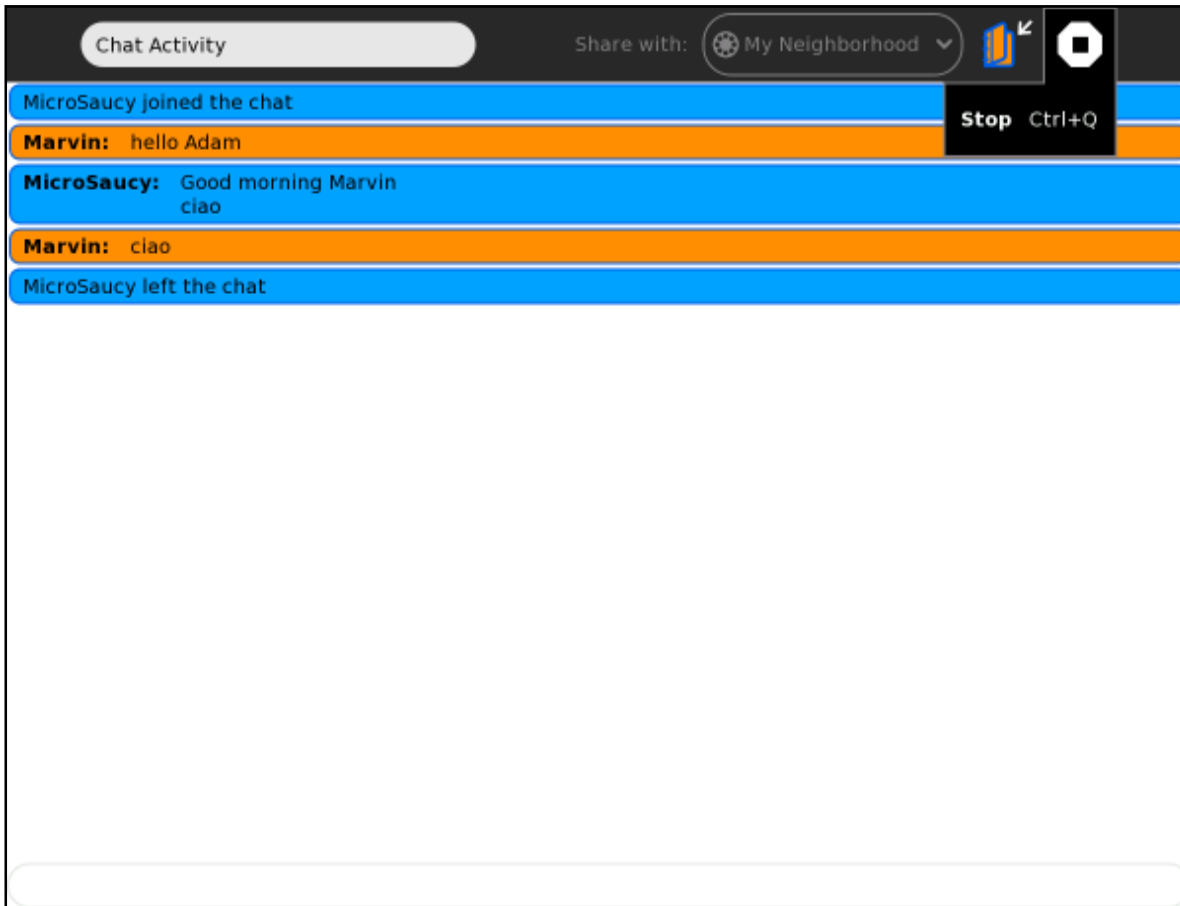 Chat Activity
Share with: My Neighborhood
Stop Ctrl+Q
MicroSaucy joined the chat
Marvin: hello Adam
MicroSaucy: Good morning Marvin
ciao
Marvin: ciao
MicroSaucy left the chat